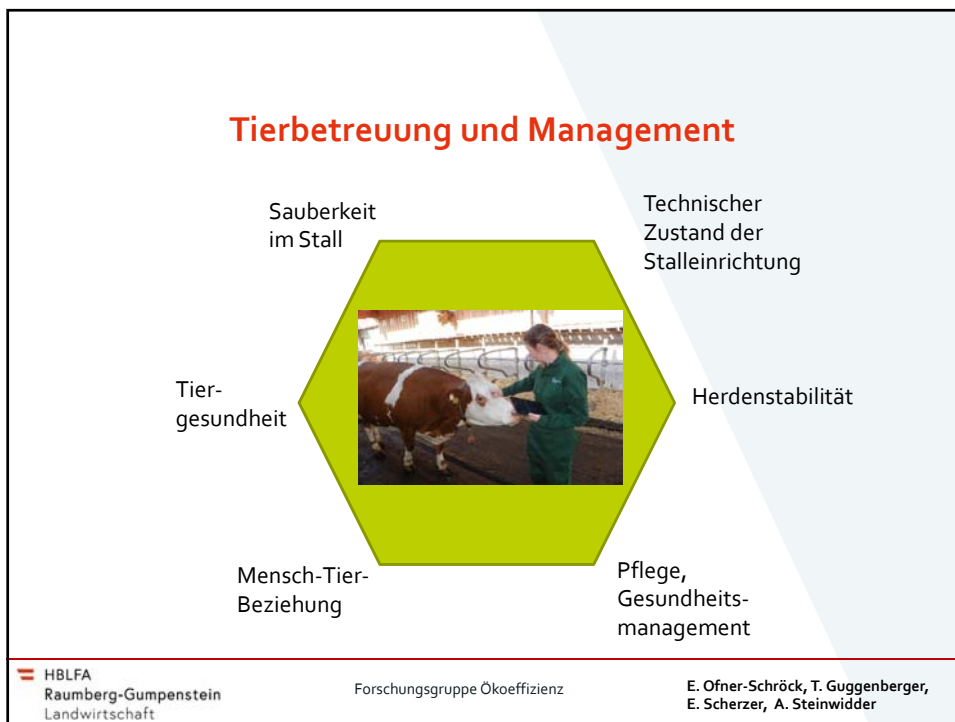 Tierbetreuung und Management
Sauberkeit
im Stall
Technischer
Zustand der
Stalleinrichtung
Tier-
gesundheit
Herdenstabilität
Mensch-Tier-
Beziehung
Pflege,
Gesundheits-
management
HBLFA
Raumberg-Gumpenstein
Landwirtschaft
Forschungsgruppe Ökoeffizienz
E. Ofner-Schröck, T. Guggenberger,
E. Scherzer, A. Steinwidder